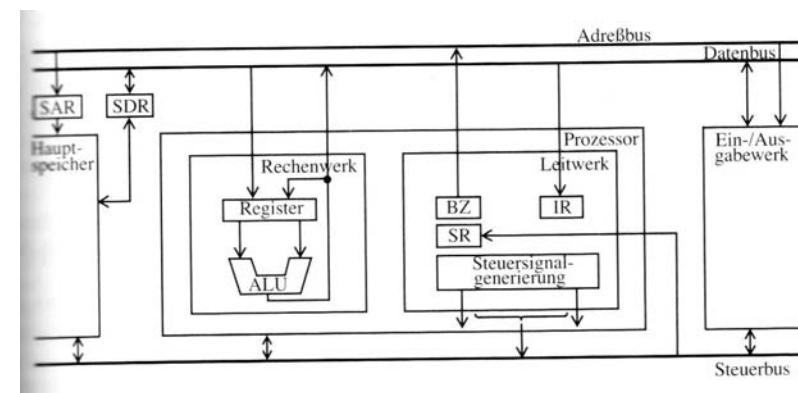 Adreßbus
Datenbus
SAR
SDR
Haupt-
speicher
Prozessor
Rechenwerk
Leitwerk
Ein-/Aus-
gabewerk
Register
BZ
IR
SR
ALU
Steuersignal-
generierung
Steuerbus